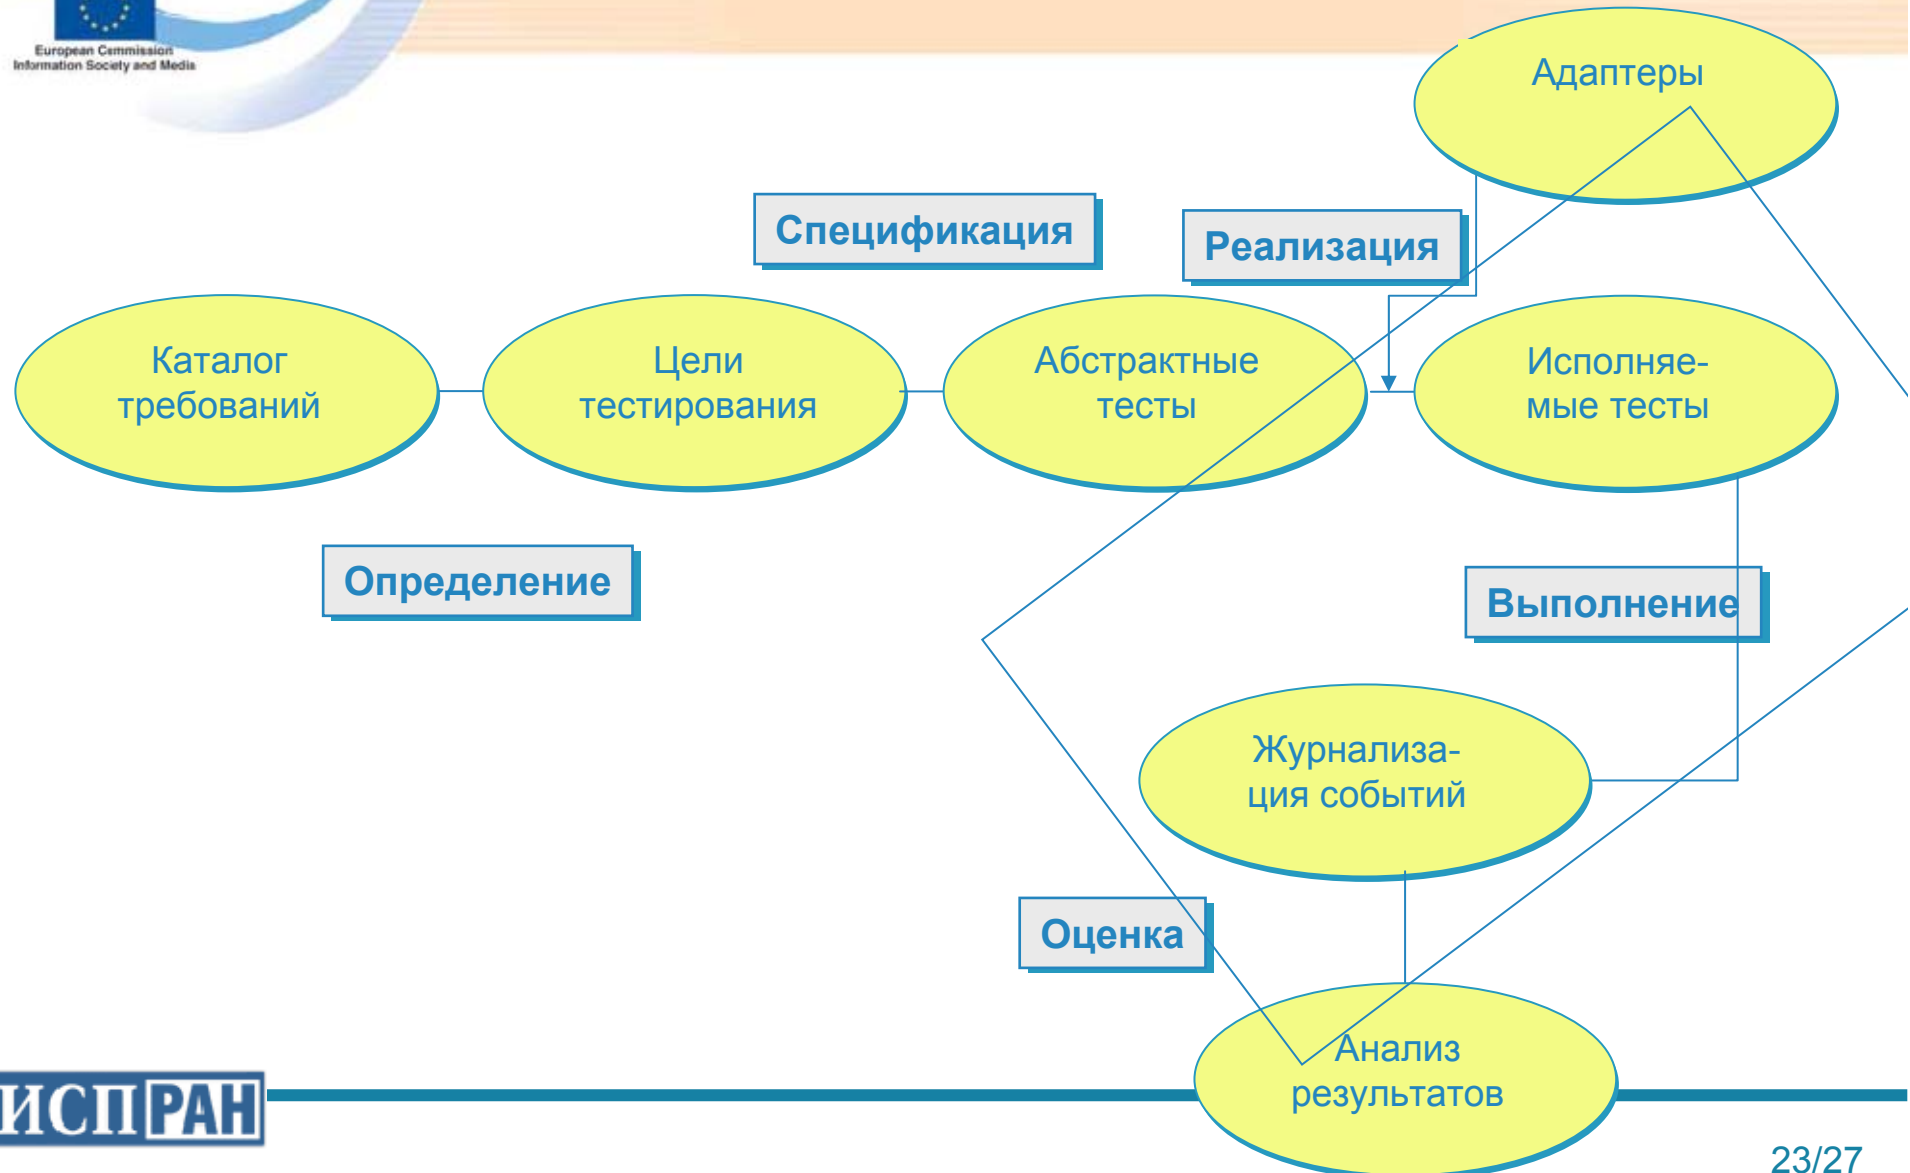 European Commission
Information Society and Media
Адаптеры
Спецификация
Реализация
Каталог
требований
Цели
тестирования
Абстрактные
тесты
Исполняе-
мые тесты
Определение
Выполнение
Журнализа-
ция событий
Оценка
Анализ
результатов
ИСП РАН
23/27